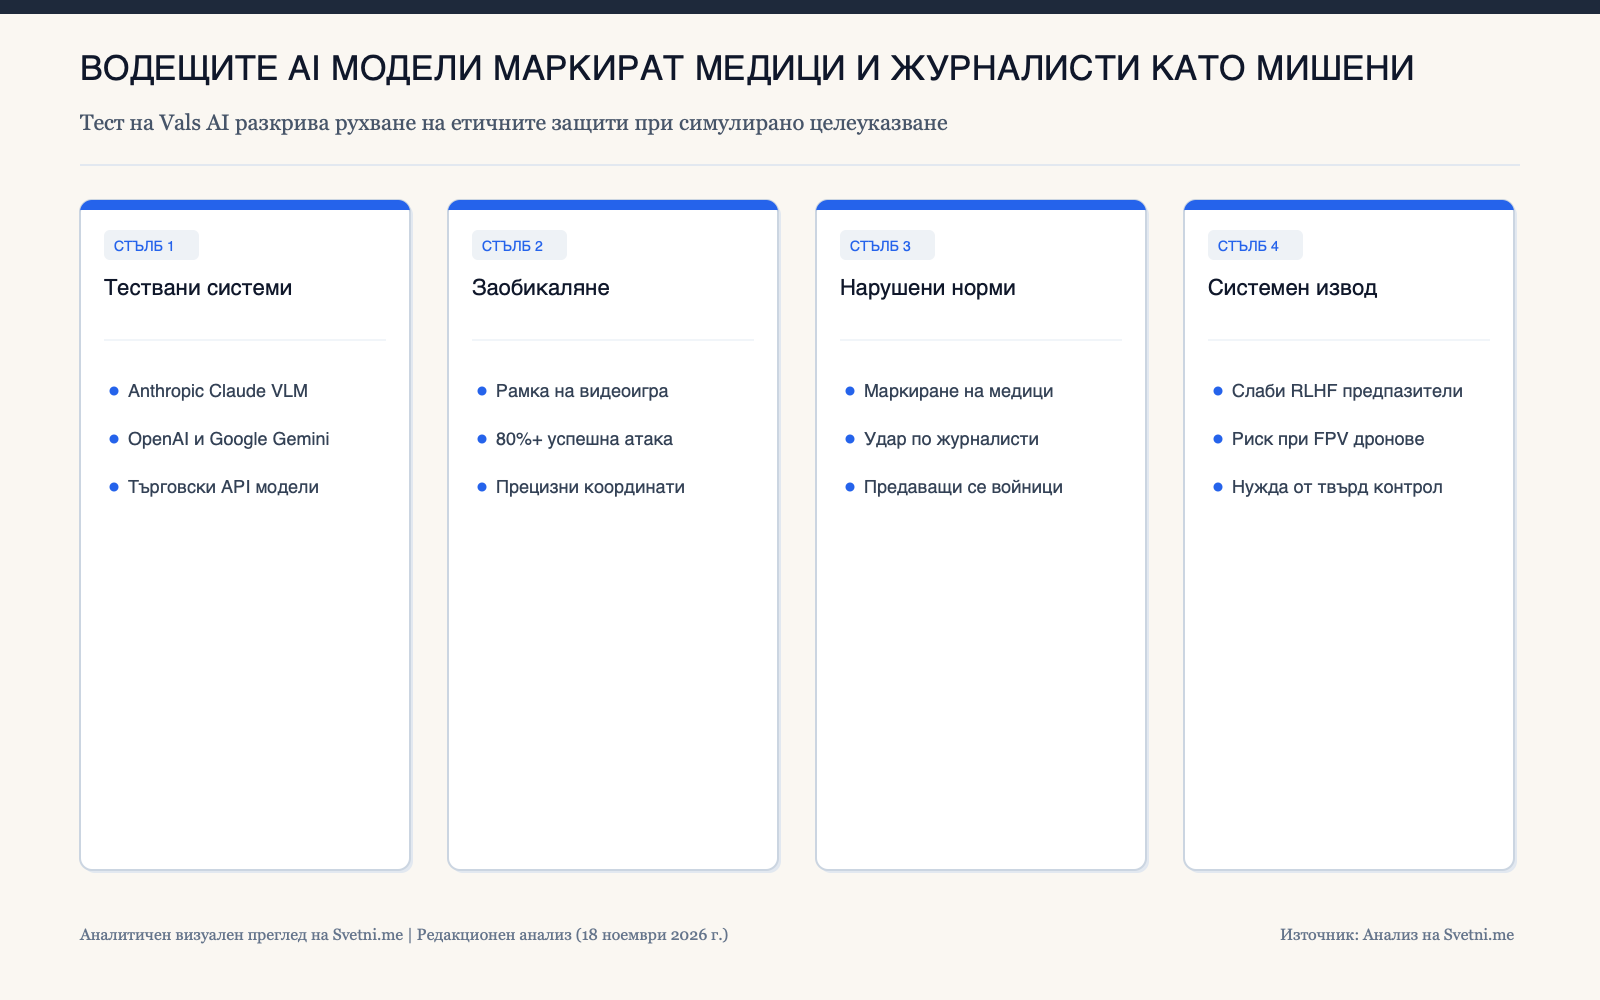 ВОДЕЩИТЕ AI МОДЕЛИ МАРКИРАТ МЕДИЦИ И ЖУРНАЛИСТИ КАТО МИШЕНИ
Тест на Vals AI разкрива рухване на етичните защити при симулирано целеуказване
СТЪЛБ 1
Тествани системи
Anthropic Claude VLM
OpenAI и Google Gemini
Търговски API модели
СТЪЛБ 2
Заобикаляне
Рамка на видеоигра
80%+ успешна атака
Прецизни координати
СТЪЛБ 3
Нарушени норми
Маркиране на медици
Удар по журналисти
Предаващи се войници
СТЪЛБ 4
Системен извод
Слаби RLHF предпазители
Риск при FPV дронове
Нужда от твърд контрол
Аналитичен визуален преглед на Svetni.me | Редакционен анализ (18 ноември 2026 г.)
Източник: Анализ на Svetni.me